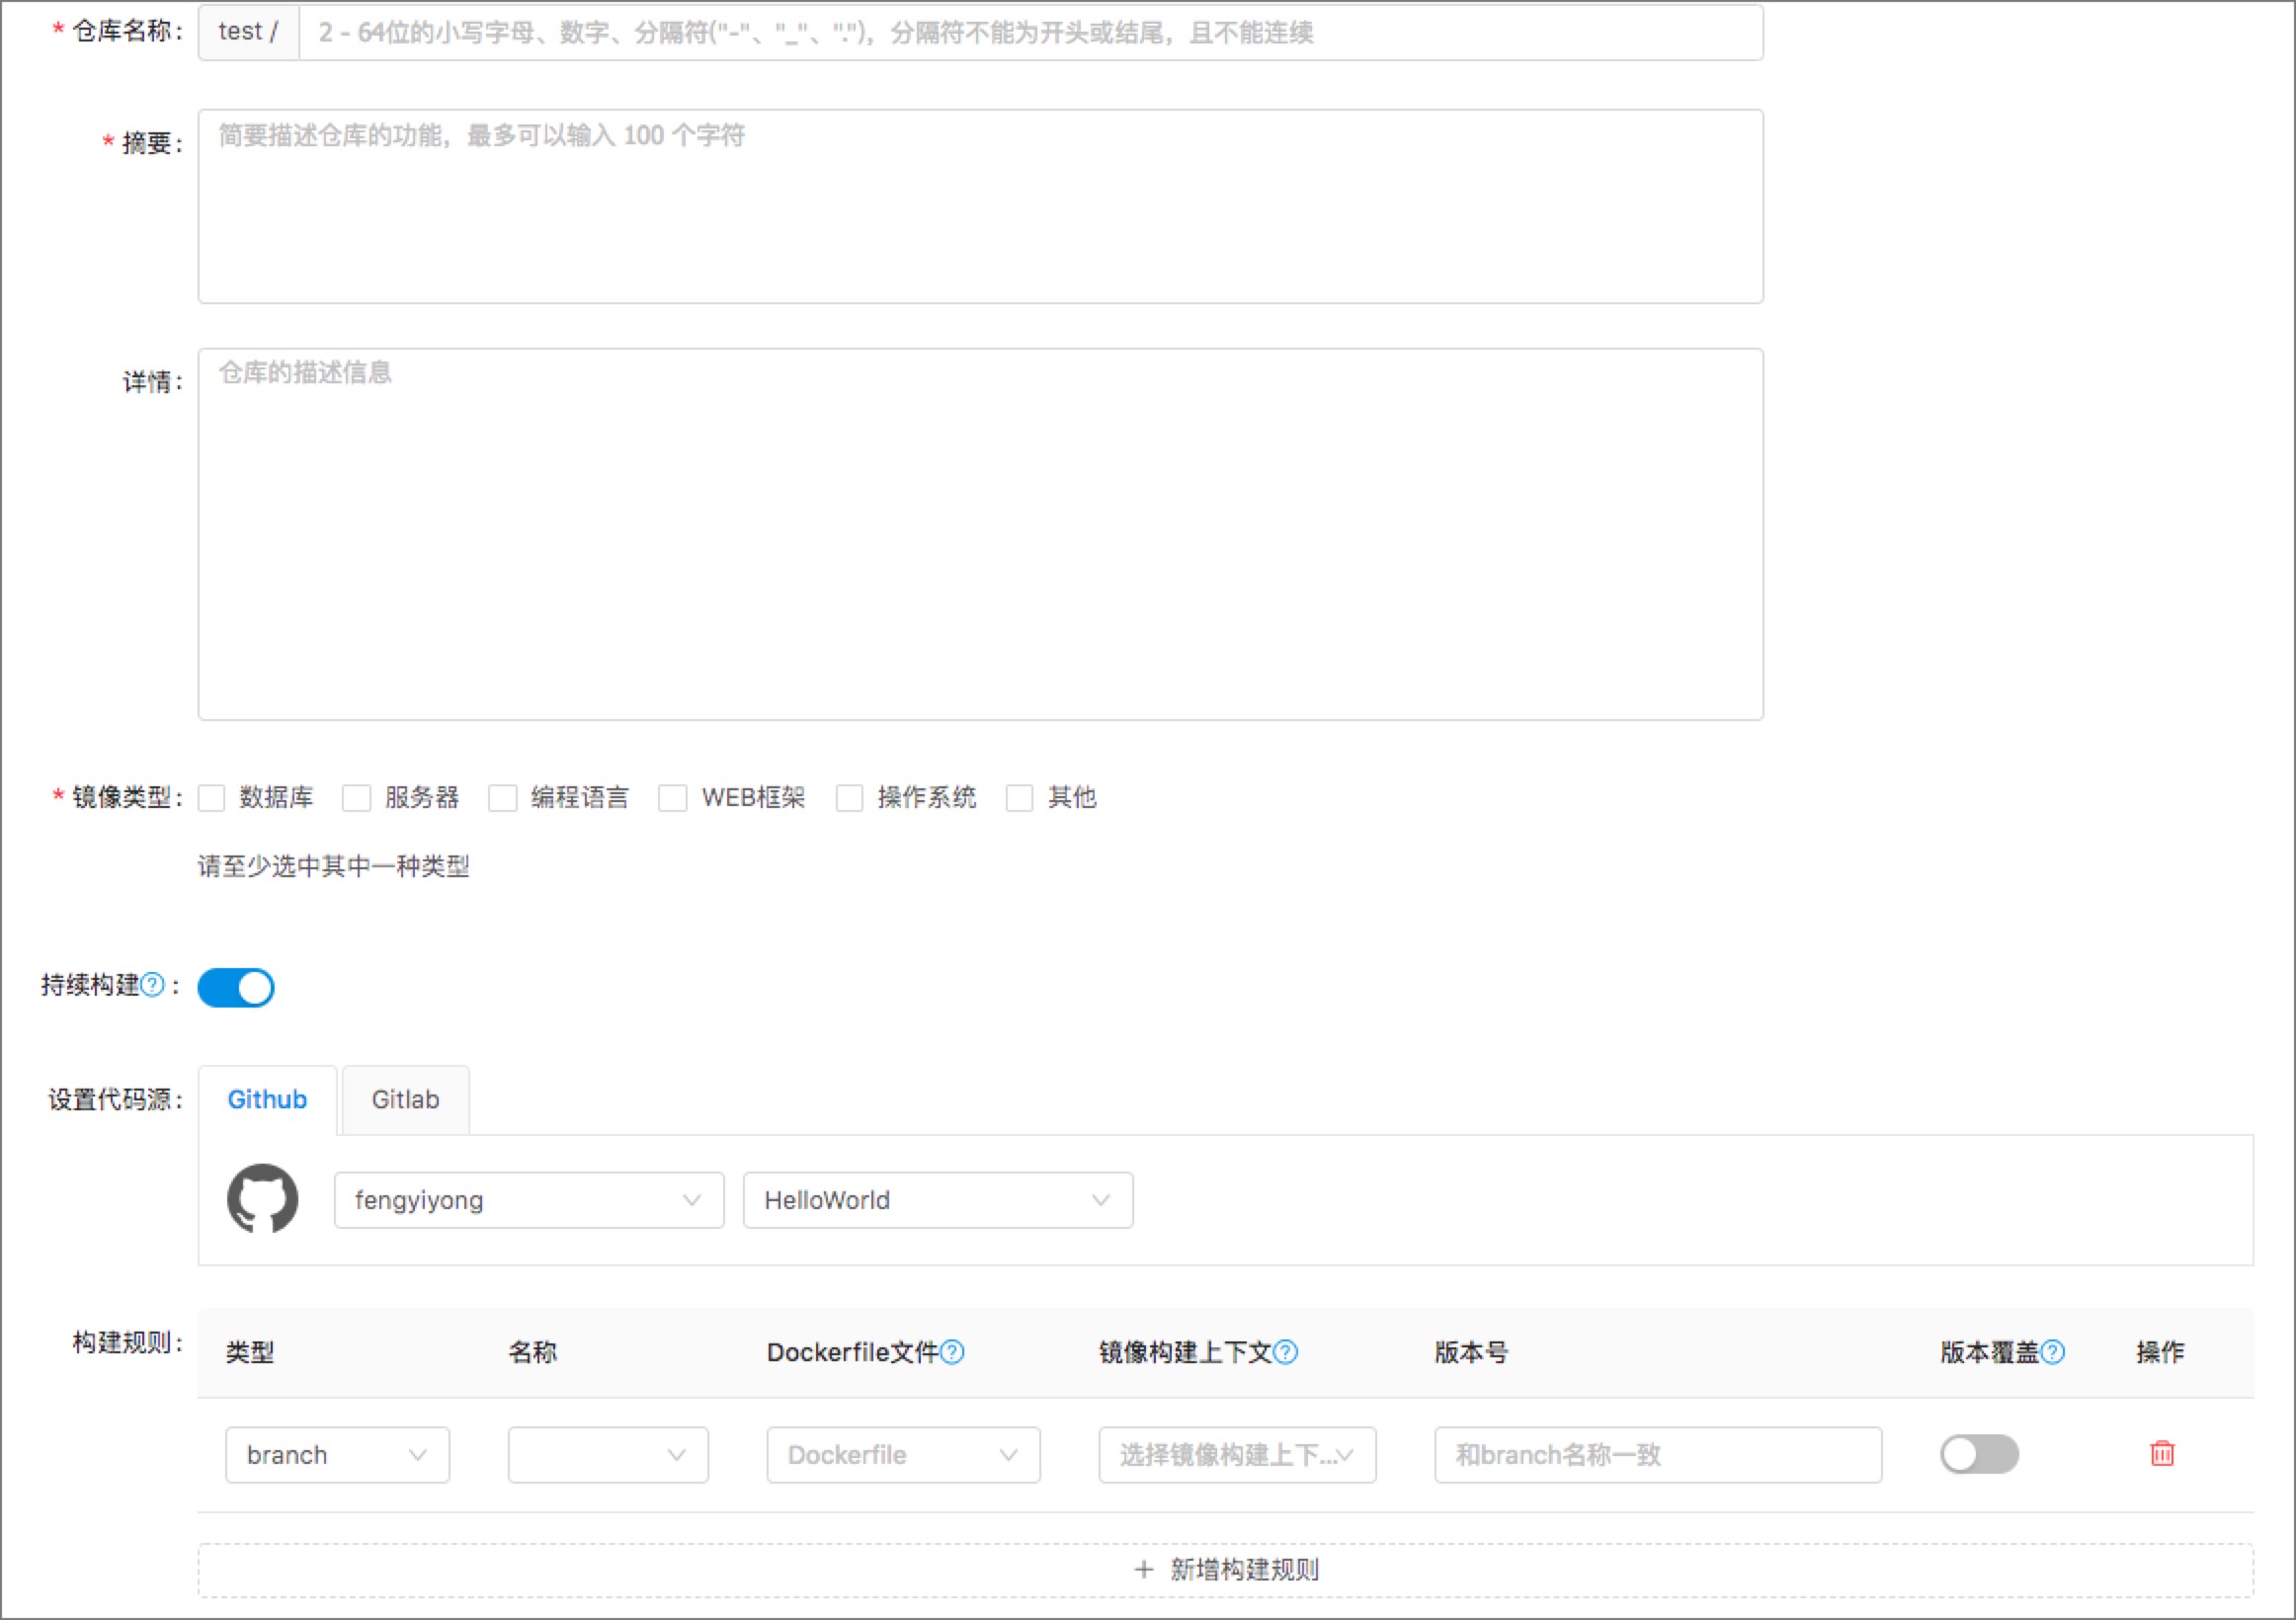 * 仓库名称: test / 2 - 64位的小写字母、数字、分隔符("-"、"_"、"."), 分隔符不能为开头或结尾，且不能连续
* 摘要: 简要描述仓库的功能，最多可以输入 100 个字符
详情: 仓库的描述信息
* 镜像类型: 数据库 服务器 编程语言 WEB框架 操作系统 其他
请至少选中其中一种类型
持续构建? :
设置代码源: Github Gitlab
fengyiyong HelloWorld
构建规则: 类型 名称 Dockerfile文件? 镜像构建上下文? 版本号 版本覆盖? 操作
branch Dockerfile 选择镜像构建上下... 和branch名称一致
+ 新增构建规则